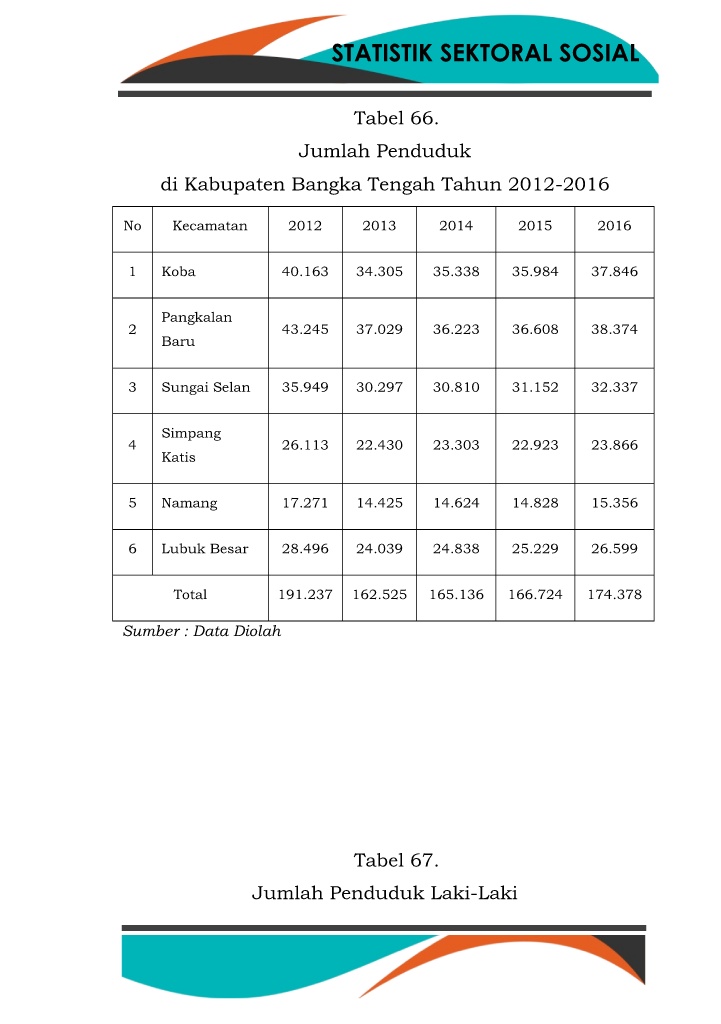 STATISTIK SEKTORAL SOSIAL
Tabel 66.
Jumlah Penduduk
di Kabupaten Bangka Tengah Tahun 2012-2016
No Kecamatan 2012 2013 2014 2015 2016
1 Koba 40.163 34.305 35.338 35.984 37.846
2 Pangkalan Baru 43.245 37.029 36.223 36.608 38.374
3 Sungai Selan 35.949 30.297 30.810 31.152 32.337
4 Simpang Katis 26.113 22.430 23.303 22.923 23.866
5 Namang 17.271 14.425 14.624 14.828 15.356
6 Lubuk Besar 28.496 24.039 24.838 25.229 26.599
Total 191.237 162.525 165.136 166.724 174.378
Sumber : Data Diolah
Tabel 67.
Jumlah Penduduk Laki-Laki